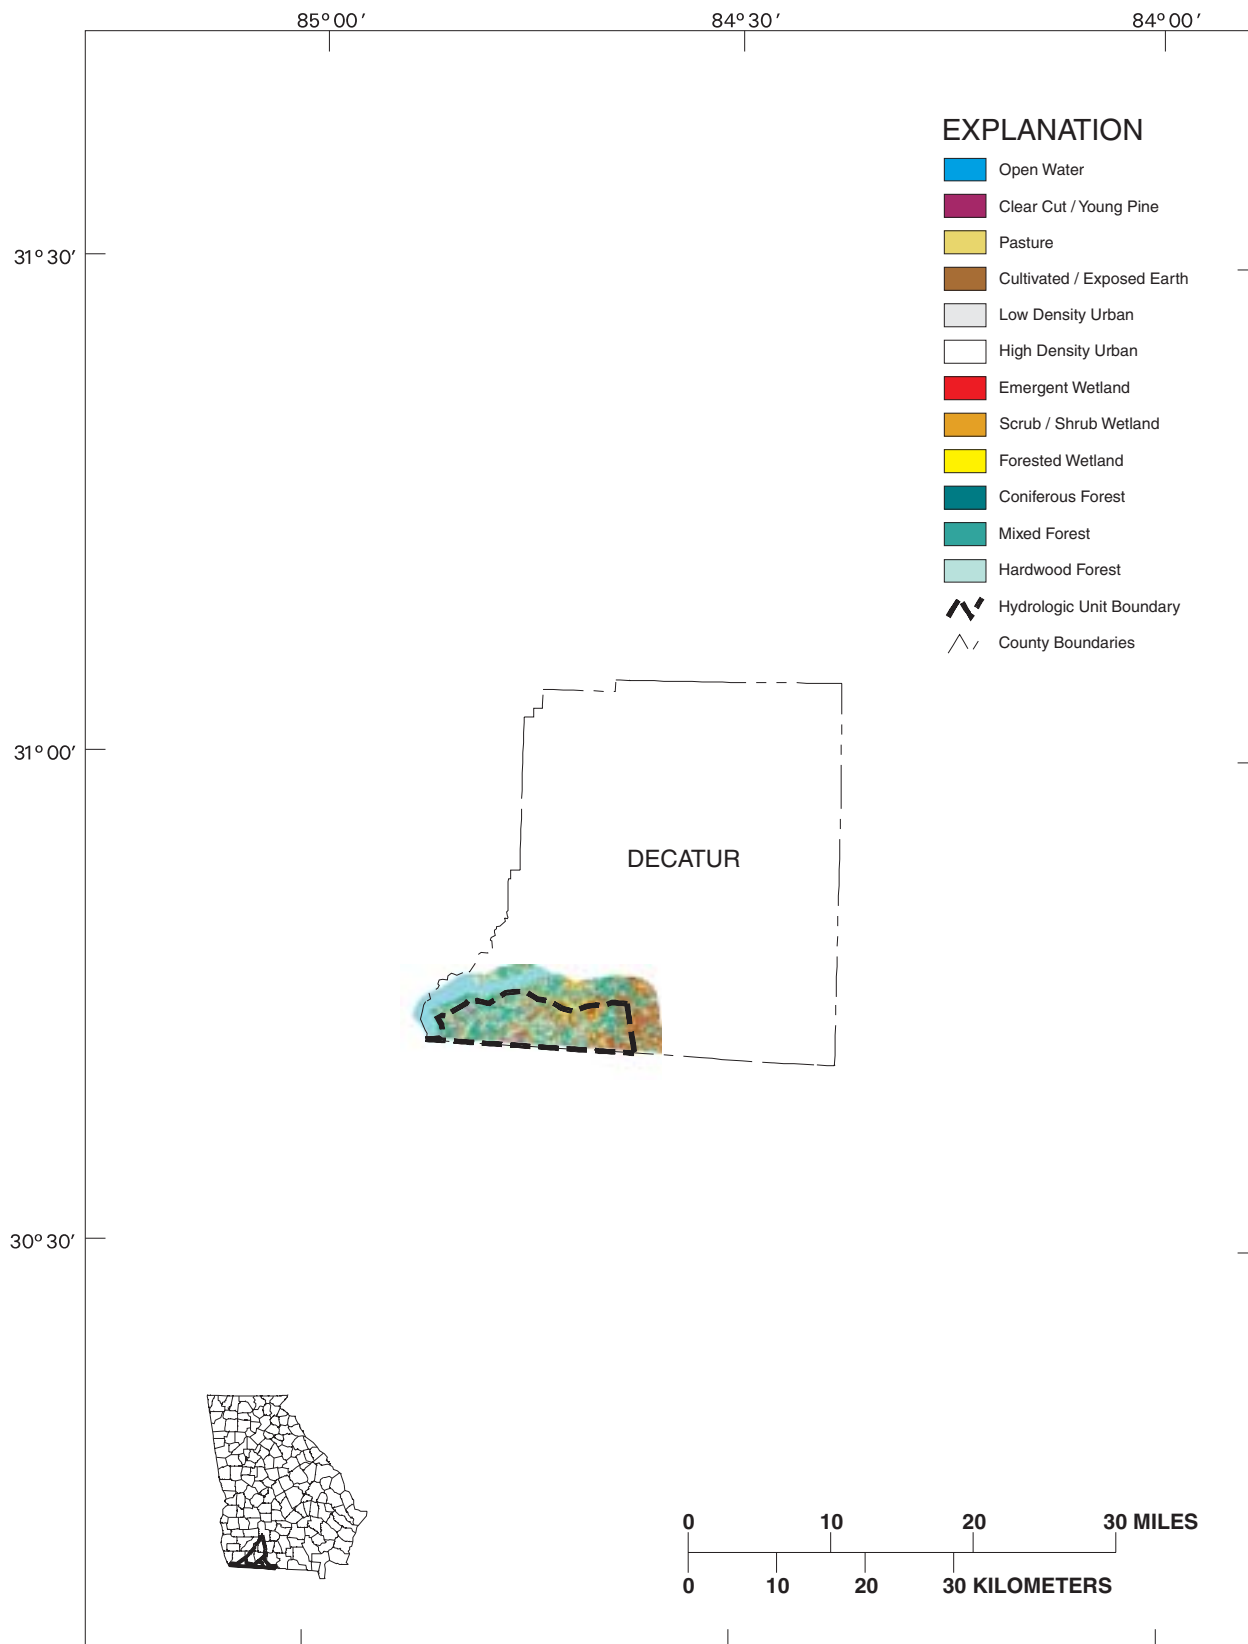 85° 00′ 84° 30′ 84° 00′
EXPLANATION
Open Water
Clear Cut / Young Pine
Pasture
31° 30′
Cultivated / Exposed Earth
Low Density Urban
High Density Urban
Emergent Wetland
Scrub / Shrub Wetland
Forested Wetland
Coniferous Forest
Mixed Forest
Hardwood Forest
Hydrologic Unit Boundary
County Boundaries
31° 00′
DECATUR
30° 30′
0 10 20 30 MILES
0 10 20 30 KILOMETERS